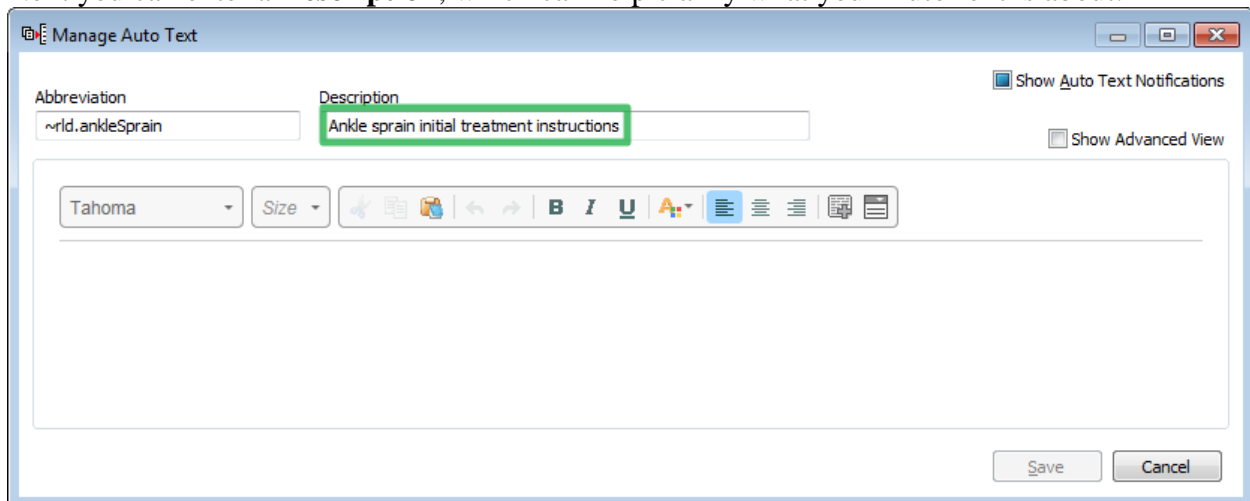 Manage Auto Text
Show Auto Text Notifications
Abbreviation Description
~rld.ankleSprain Ankle sprain initial treatment instructions
Show Advanced View
Tahoma Size B I U A
Save Cancel